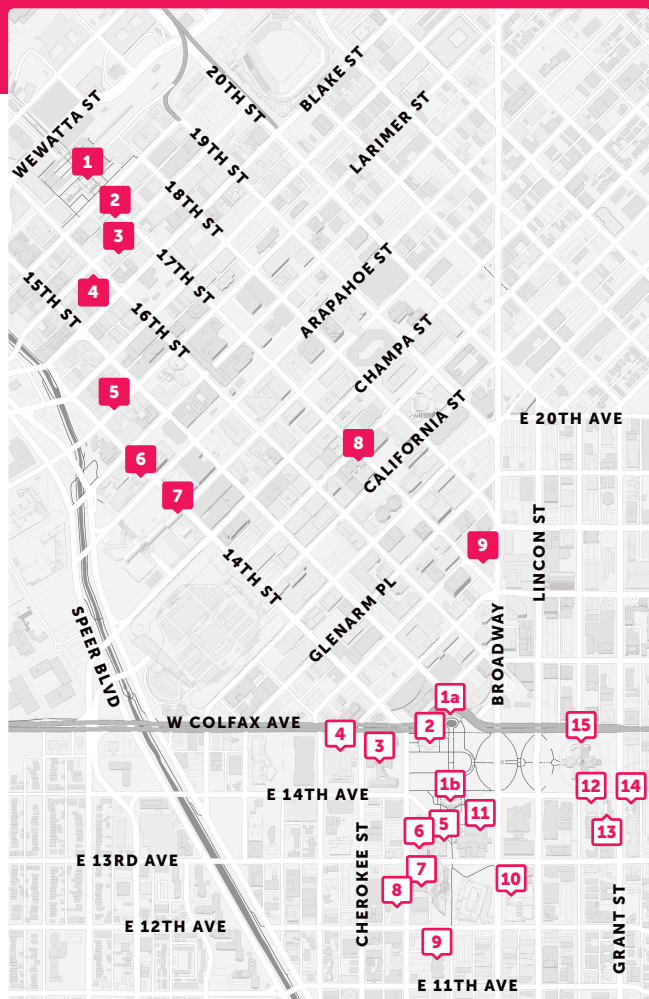 20TH ST
BLAKE ST
WEWATTA ST
LARIMER ST
19TH ST
1
2
18TH ST
3
17TH ST
4
15TH ST
16TH ST
ARAPAHOE ST
CHAMPA ST
5
CALIFORNIA ST
E 20TH AVE
8
6
7
9
LINCON ST
14TH ST
GLENARM PL
SPEER BLVD
BROADWAY
1a
W COLFAX AVE
2
15
4
3
1b
E 14TH AVE
12
14
11
5
6
13
CHEROKEE ST
E 13RD AVE
7
8
10
GRANT ST
E 12TH AVE
9
E 11TH AVE